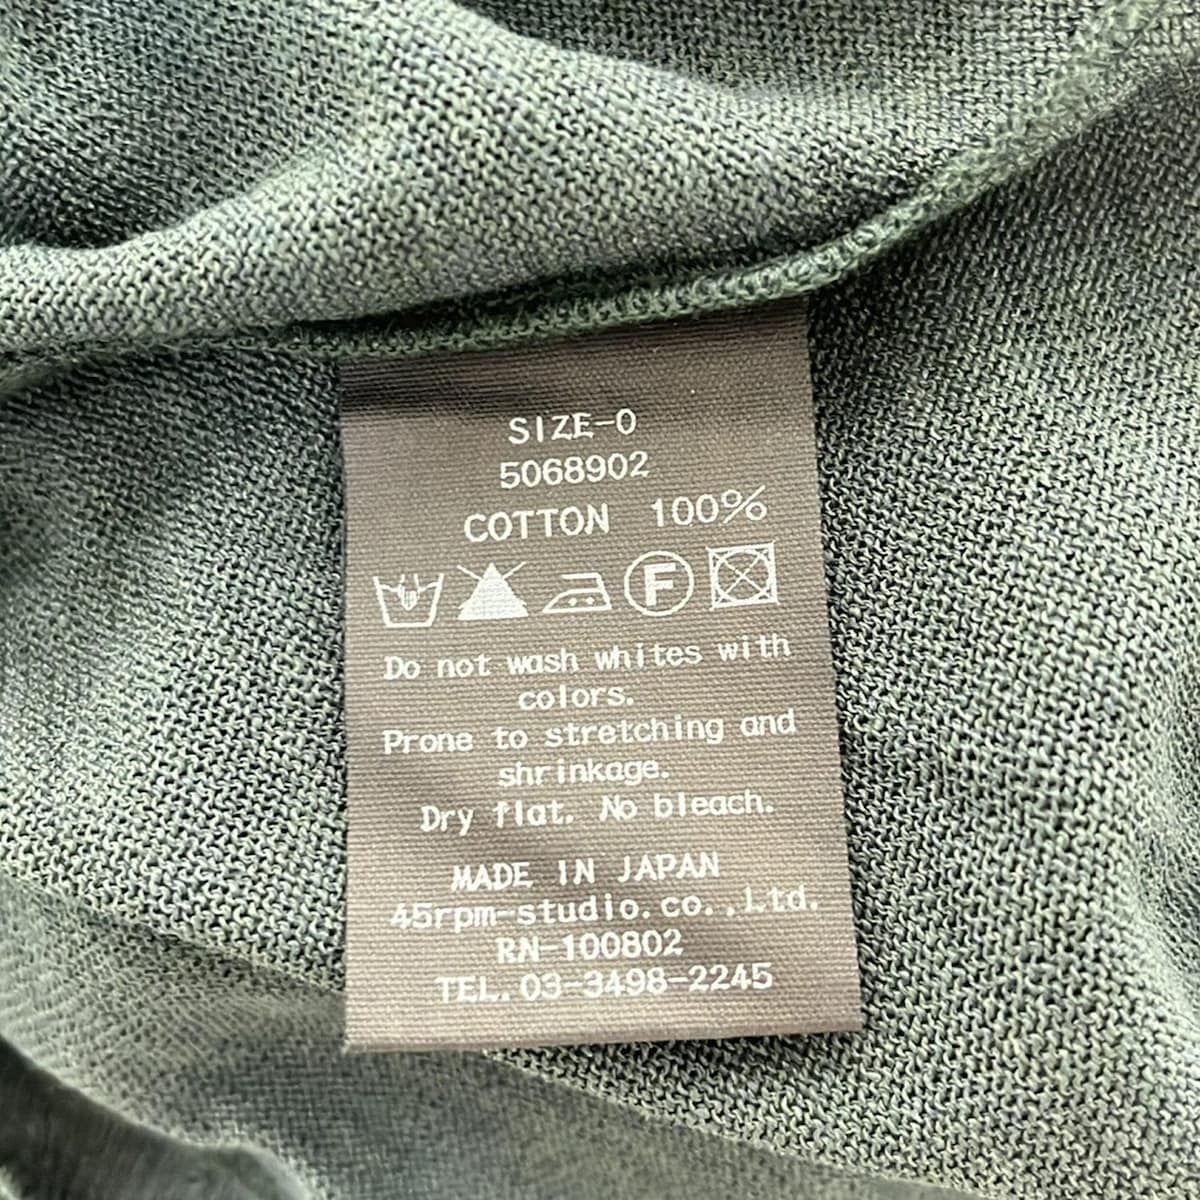 SIZE-0
5068902
COTTON 100%
F
Do not wash whites with
colors.
Prone to stretching and
shrinkage.
Dry flat. No bleach.
MADE IN JAPAN
45rpm-studio.co.,Ltd.
RN-100802
TEL.03-3498-2245